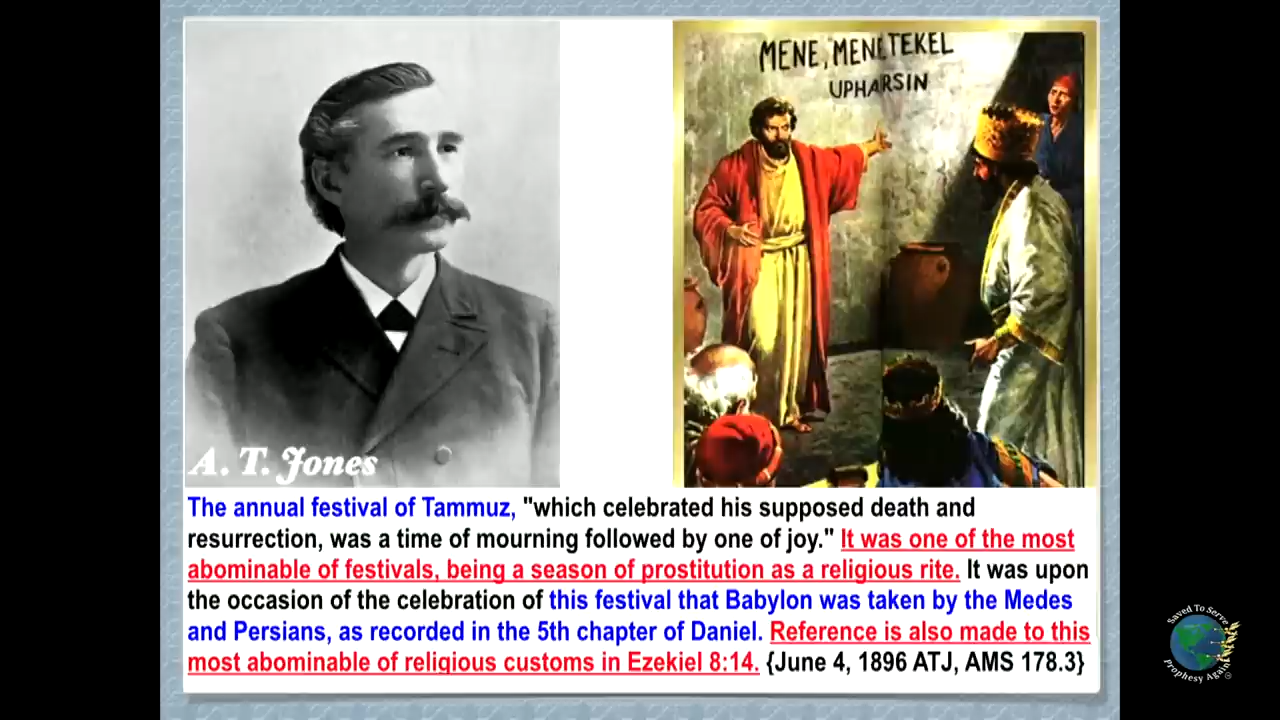 MENE, MENE TEKEL
UPHARSIN
A. T. Jones
The annual festival of Tammuz, "which celebrated his supposed death and
resurrection, was a time of mourning followed by one of joy." It was one of the most
abominable of festivals, being a season of prostitution as a religious rite. It was upon
the occasion of the celebration of this festival that Babylon was taken by the Medes
and Persians, as recorded in the 5th chapter of Daniel. Reference is also made to this
most abominable of religious customs in Ezekiel 8:14. {June 4, 1896 ATJ, AMS 178.3}
Saved To Serve
Prophesy Again